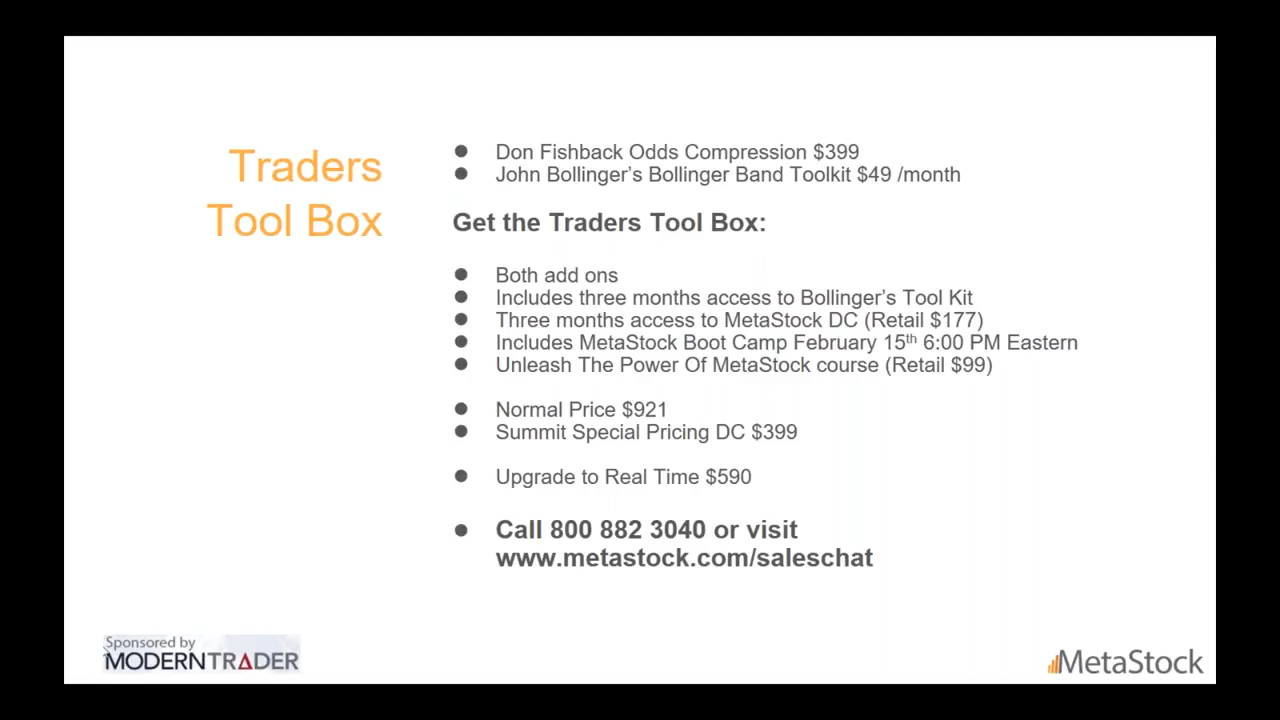 Traders
Tool Box
● Don Fishback Odds Compression $399
● John Bollinger’s Bollinger Band Toolkit $49 /month
Get the Traders Tool Box:
● Both add ons
● Includes three months access to Bollinger’s Tool Kit
● Three months access to MetaStock DC (Retail $177)
● Includes MetaStock Boot Camp February 15th 6:00 PM Eastern
● Unleash The Power Of MetaStock course (Retail $99)
● Normal Price $921
● Summit Special Pricing DC $399
● Upgrade to Real Time $590
● Call 800 882 3040 or visit
www.metastock.com/saleschat
Sponsored by
MODERNTRADER
MetaStock